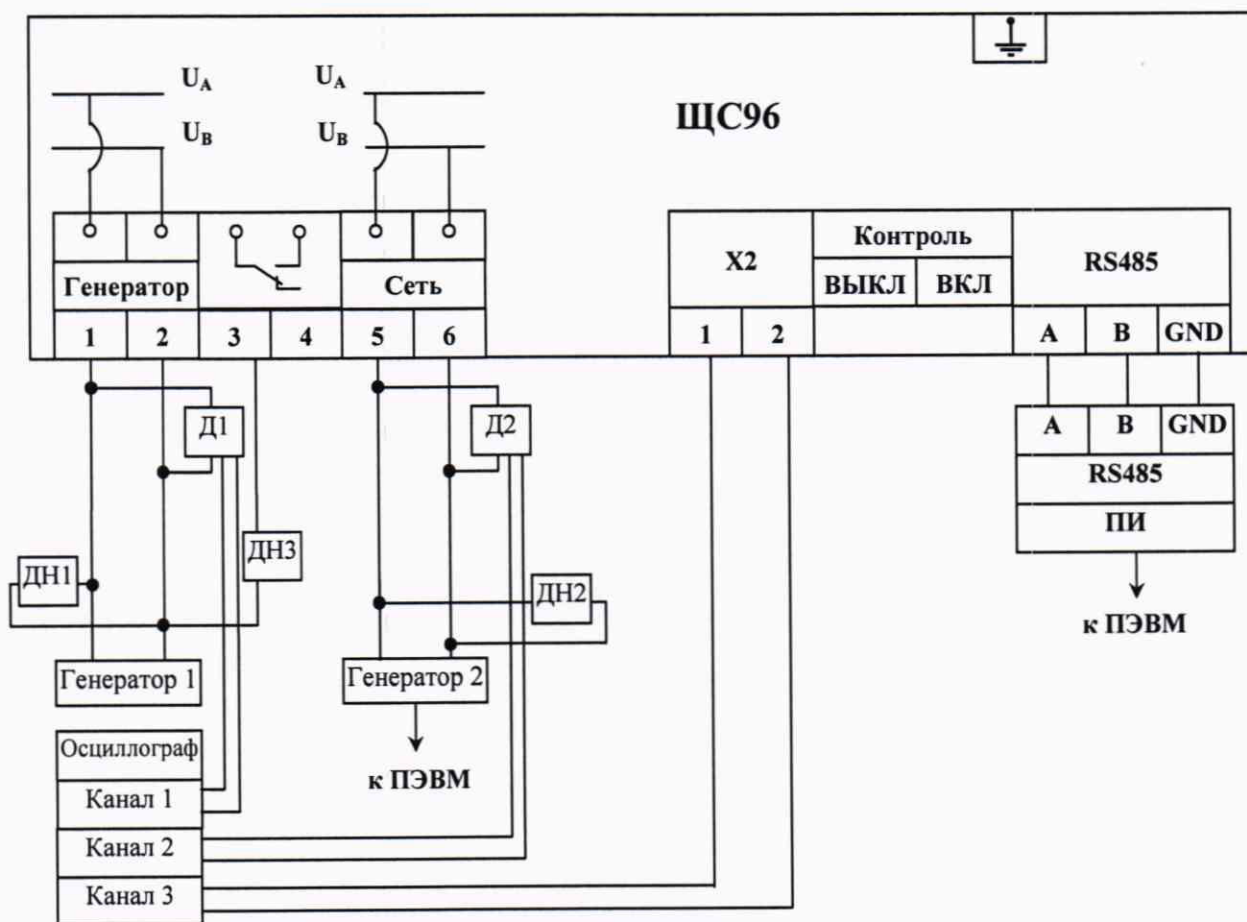 U_A
U_A
ЩС96
U_B
U_B
Контроль
X2
RS485
Генератор
Сеть
ВЫКЛ
ВКЛ
1
2
3
4
5
6
1
2
A
B
GND
Д1
Д2
A
B
GND
RS485
ДН3
ПИ
ДН1
ДН2
к ПЭВМ
Генератор 1
Генератор 2
Осциллограф
к ПЭВМ
Канал 1
Канал 2
Канал 3